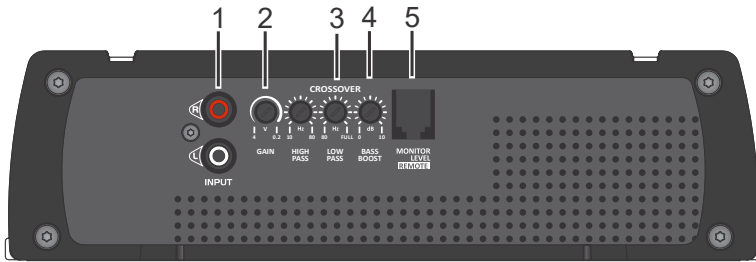 1 2 3 4 5
CROSSOVER
R
V Hz Hz dB
6 0.2 10 80 80 FULL 0 10
GAIN HIGH PASS LOW PASS BASS BOOST MONITOR LEVEL
REMOTE
L
INPUT